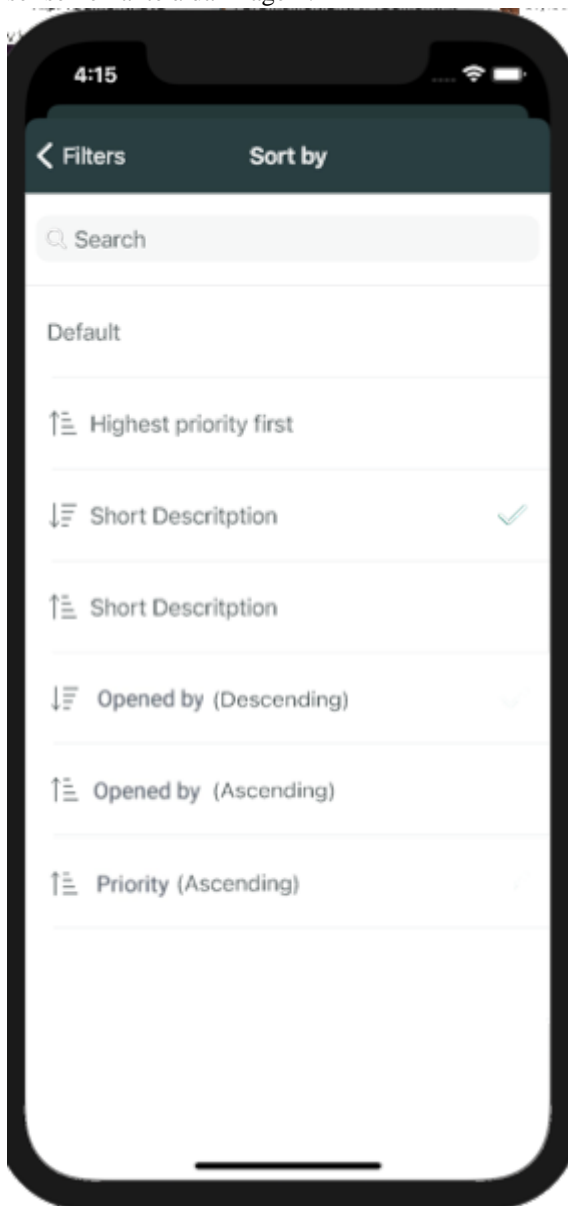 4:15
Filters
Sort by
Search
Default
Highest priority first
Short Descritption
Short Descritption
Opened by (Descending)
Opened by (Ascending)
Priority (Ascending)